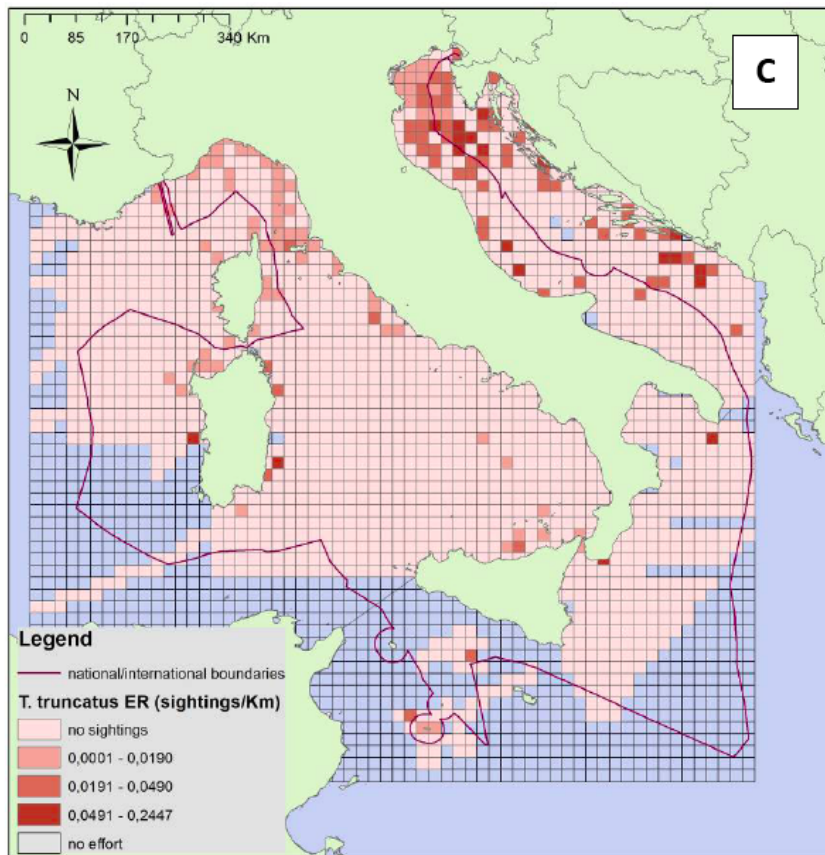 0 85 170 340 Km
C
N
Legend
national/international boundaries
T. truncatus ER (sightings/Km)
no sightings
0,0001 - 0,0190
0,0191 - 0,0490
0,0491 - 0,2447
no effort